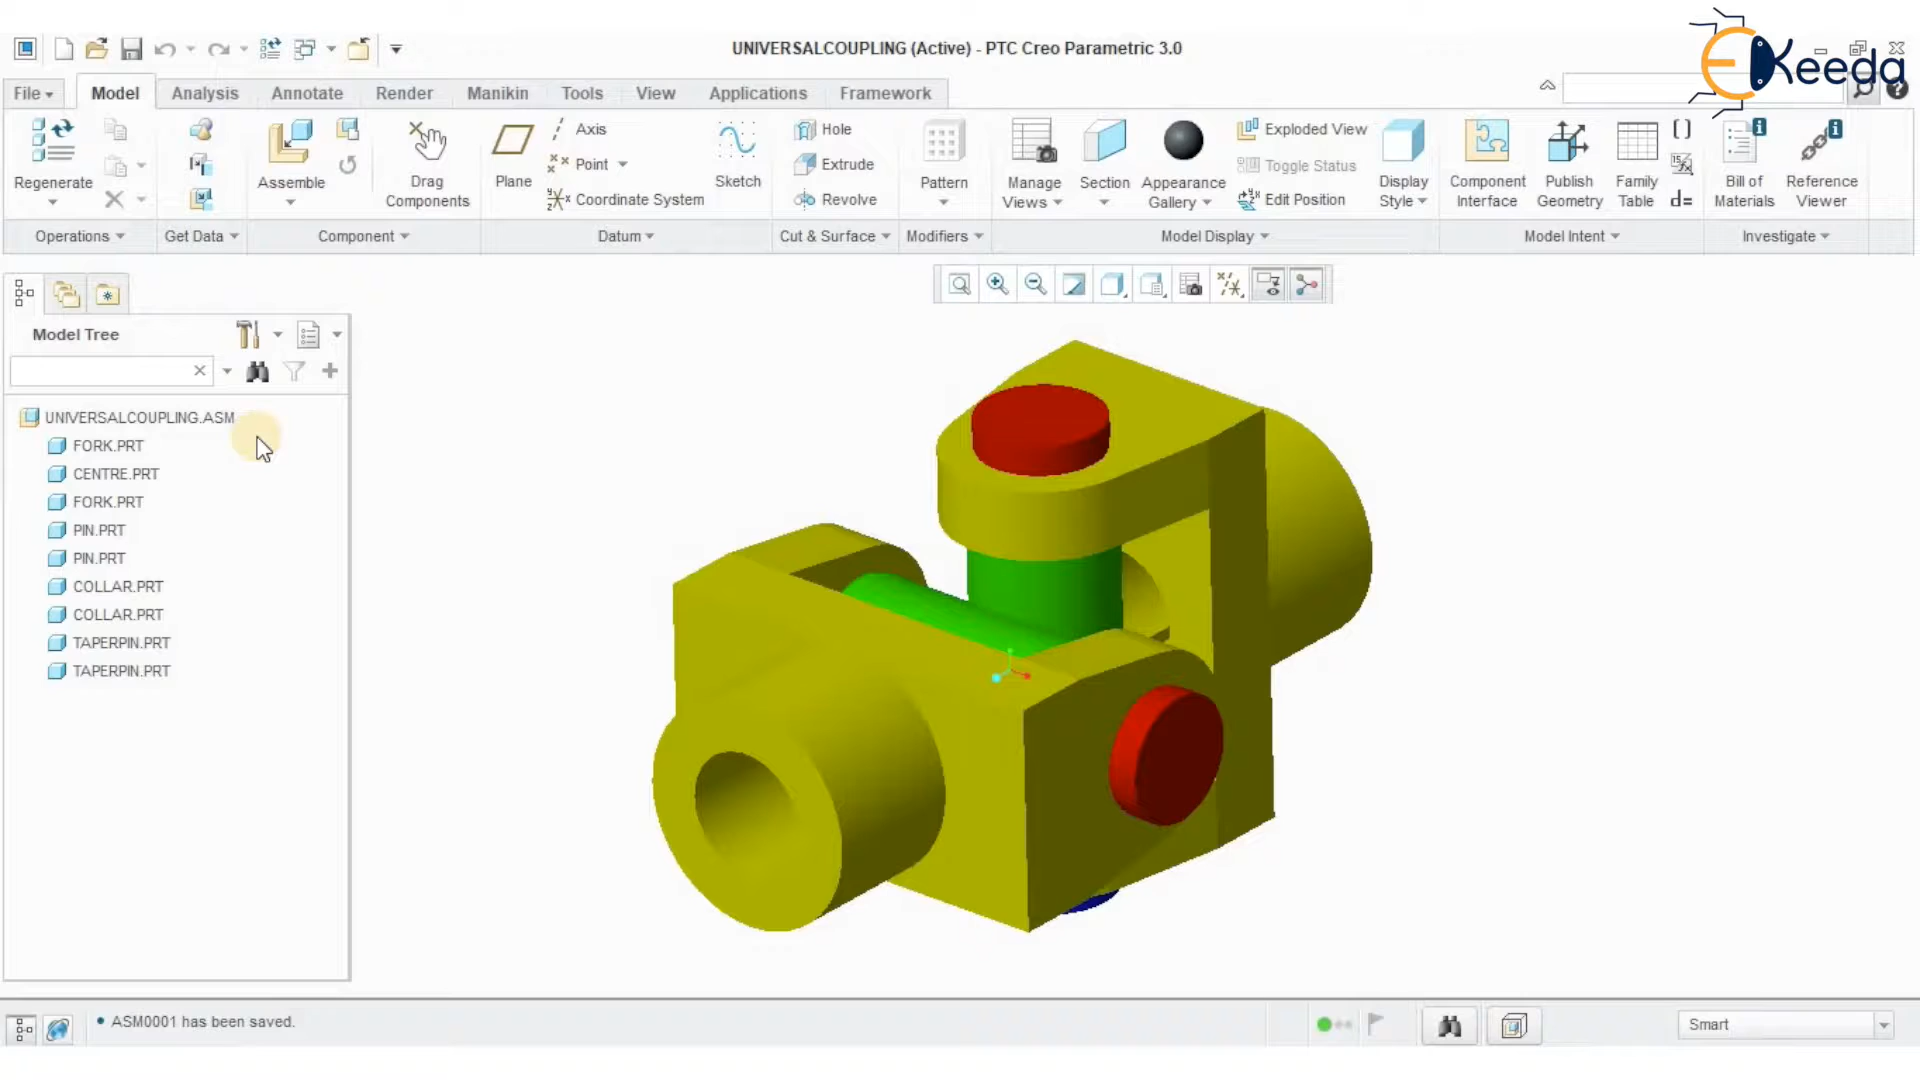 UNIVERSALCOUPLING (Active) - PTC Creo Parametric 3.0
EKeeda
File Model Analysis Annotate Render Manikin Tools View Applications Framework
Regenerate
Operations
Get Data
Assemble
Drag
Components
Component
Plane
Axis
Point
Coordinate System
Sketch
Datum
Hole
Extrude
Revolve
Cut & Surface
Pattern
Modifiers
Manage
Views
Section
Appearance
Gallery
Exploded View
Toggle Status
Edit Position
Display
Style
Model Display
Component
Interface
Publish
Geometry
Family
Table
d=
Model Intent
Bill of
Materials
Reference
Viewer
Investigate
Model Tree
UNIVERSALCOUPLING.ASM
FORK.PRT
CENTRE.PRT
FORK.PRT
PIN.PRT
PIN.PRT
COLLAR.PRT
COLLAR.PRT
TAPERPIN.PRT
TAPERPIN.PRT
ASM0001 has been saved.
Smart